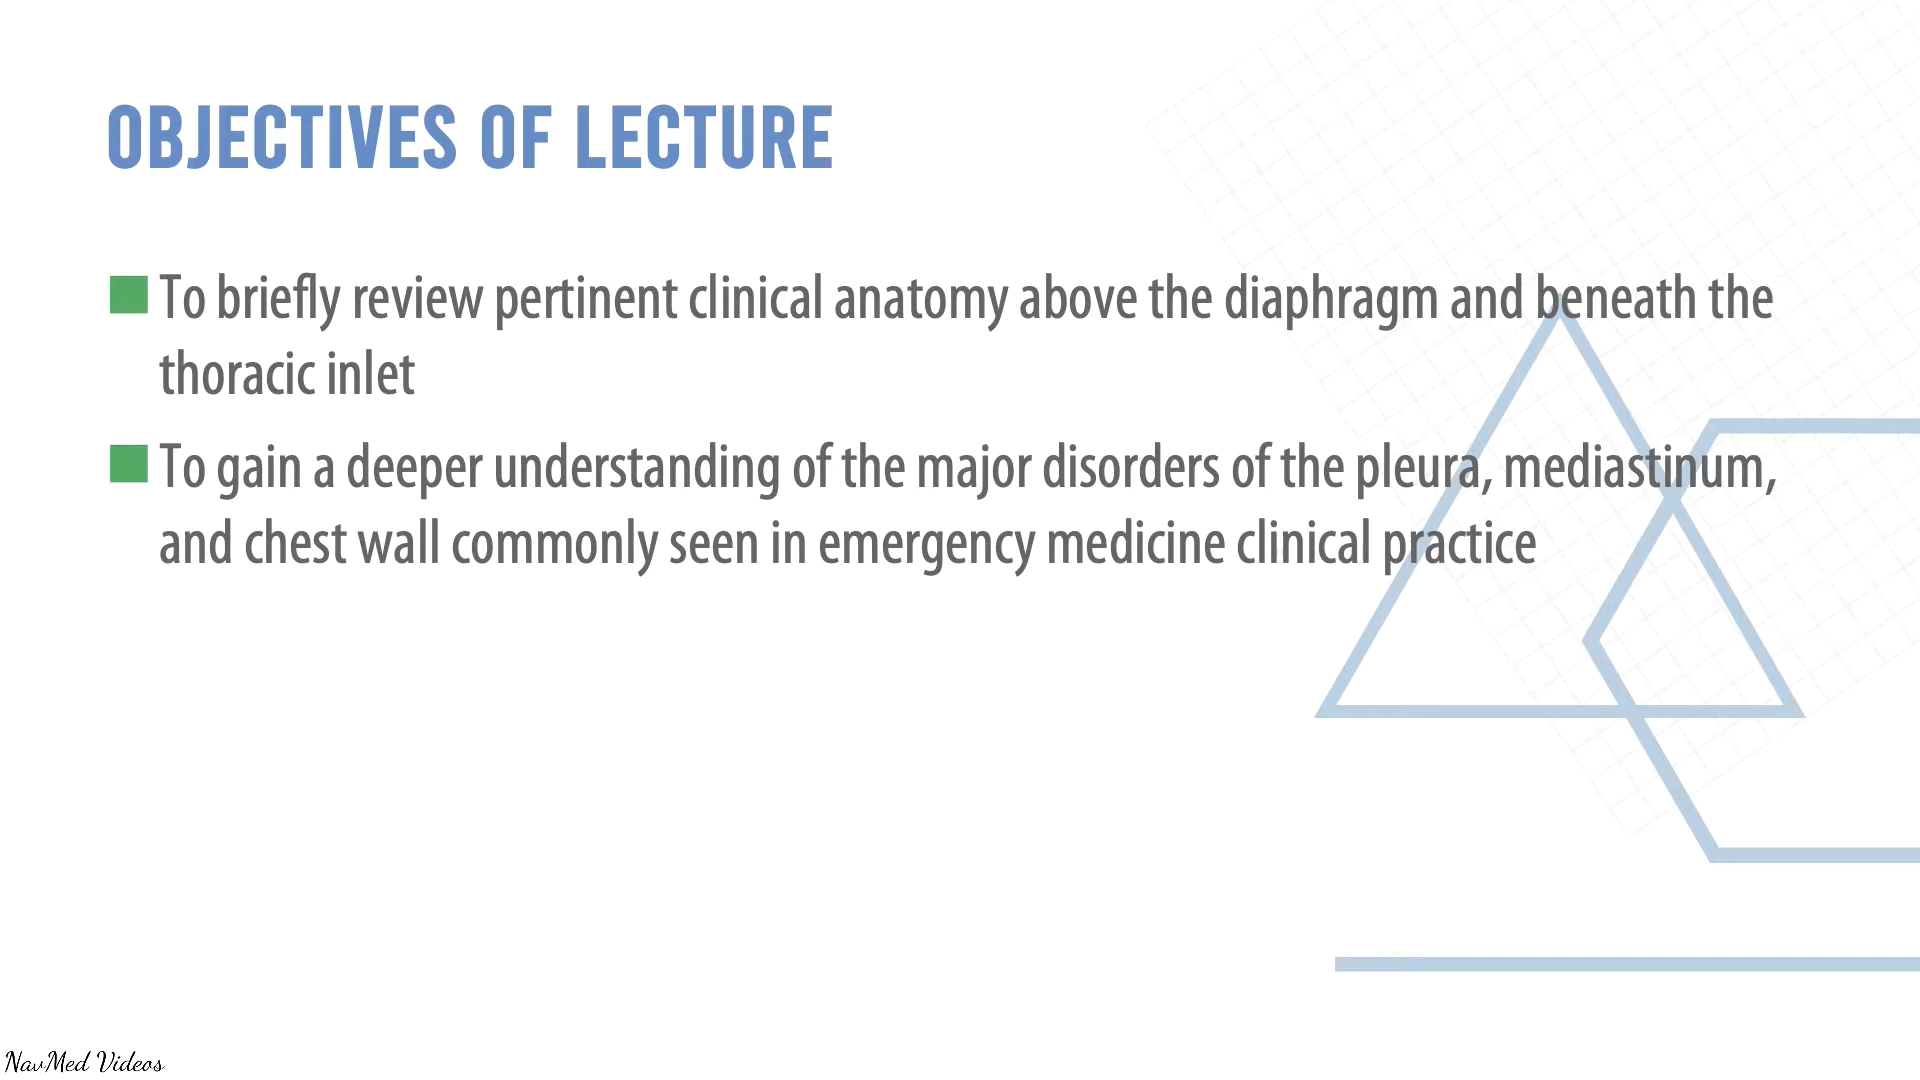 OBJECTIVES OF LECTURE
To briefly review pertinent clinical anatomy above the diaphragm and beneath the
thoracic inlet
To gain a deeper understanding of the major disorders of the pleura, mediastinum,
and chest wall commonly seen in emergency medicine clinical practice
NavMed Videos